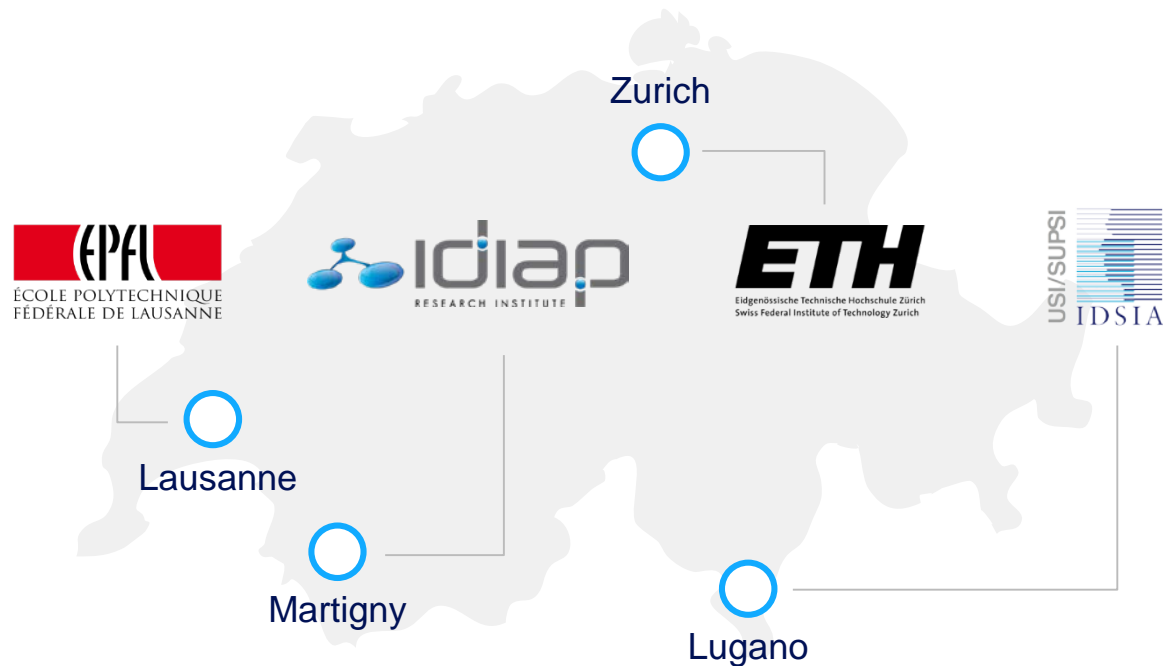 Zurich
EPFL
ÉCOLE POLYTECHNIQUE
FÉDÉRALE DE LAUSANNE
idiap
RESEARCH INSTITUTE
ETH
Eidgenössische Technische Hochschule Zürich
Swiss Federal Institute of Technology Zurich
USI/SUPSI
IDSIA
Lausanne
Martigny
Lugano